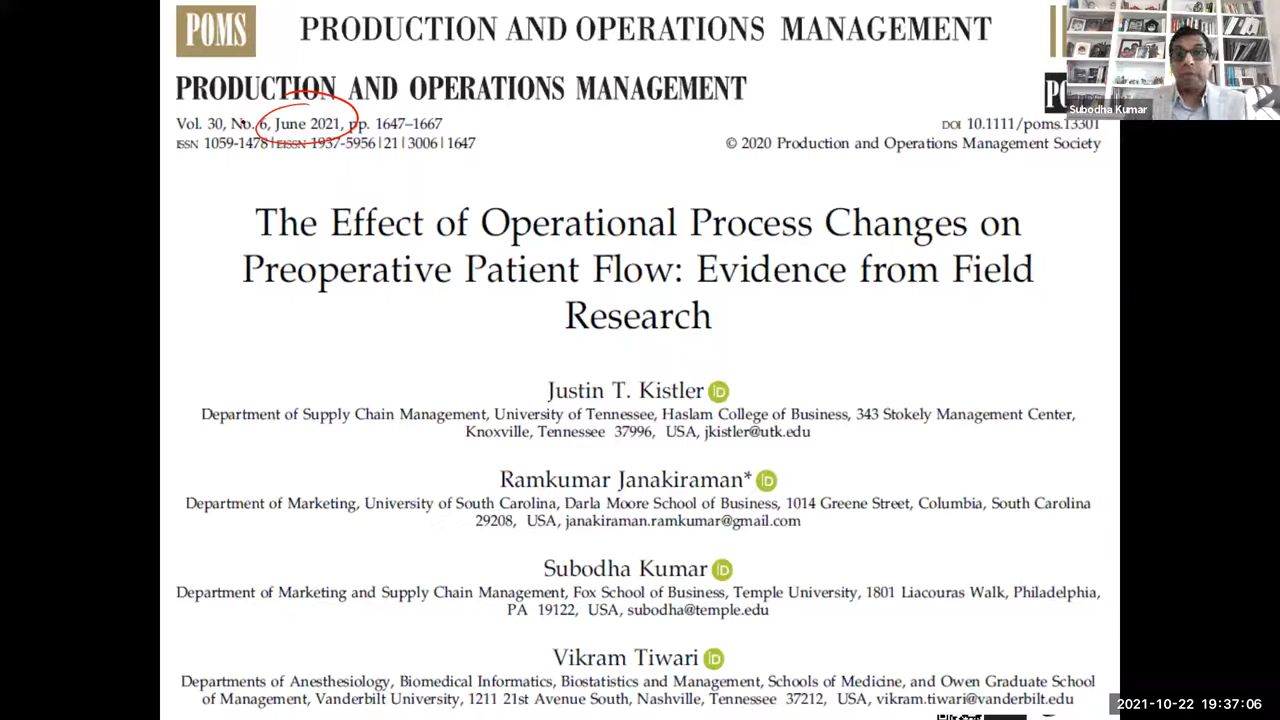 POMS
PRODUCTION AND OPERATIONS MANAGEMENT
PRODUCTION AND OPERATIONS MANAGEMENT
Vol. 30, No. 6, June 2021, pp. 1647–1667
ISSN 1059-1478|EISSN 1937-5956|21|3006|1647
DOI 10.1111/poms.13301
© 2020 Production and Operations Management Society
Subodha Kumar
The Effect of Operational Process Changes on
Preoperative Patient Flow: Evidence from Field
Research
Justin T. Kistler iD
Department of Supply Chain Management, University of Tennessee, Haslam College of Business, 343 Stokely Management Center,
Knoxville, Tennessee 37996, USA, jkistler@utk.edu
Ramkumar Janakiraman* iD
Department of Marketing, University of South Carolina, Darla Moore School of Business, 1014 Greene Street, Columbia, South Carolina
29208, USA, janakiraman.ramkumar@gmail.com
Subodha Kumar iD
Department of Marketing and Supply Chain Management, Fox School of Business, Temple University, 1801 Liacouras Walk, Philadelphia,
PA 19122, USA, subodha@temple.edu
Vikram Tiwari iD
Departments of Anesthesiology, Biomedical Informatics, Biostatistics and Management, Schools of Medicine, and Owen Graduate School
of Management, Vanderbilt University, 1211 21st Avenue South, Nashville, Tennessee 37212, USA, vikram.tiwari@vanderbilt.edu
2021-10-22 19:37:06